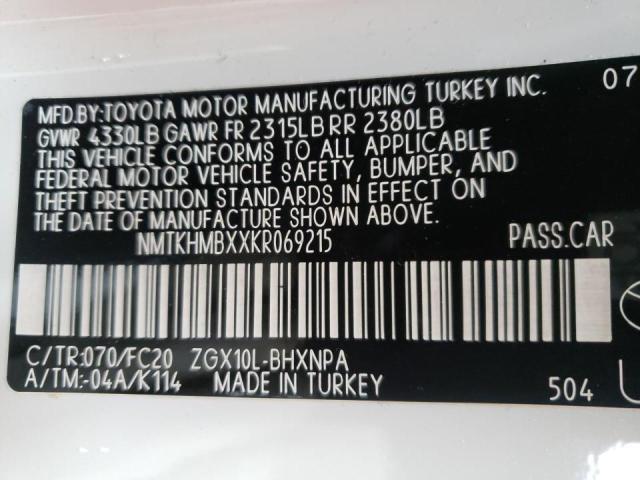 MFD.BY:TOYOTA MOTOR MANUFACTURING TURKEY INC. 07
GVWR 4330LB GAWR FR 2315LB RR 2380LB
THIS VEHICLE CONFORMS TO ALL APPLICABLE
FEDERAL MOTOR VEHICLE SAFETY, BUMPER, AND
THEFT PREVENTION STANDARDS IN EFFECT ON
THE DATE OF MANUFACTURE SHOWN ABOVE.
NMTKHMBXXKR069215 PASS.CAR
C/TR:070/FC20 ZGX10L-BHXNPA
A/TM:-04A/K114 MADE IN TURKEY 504